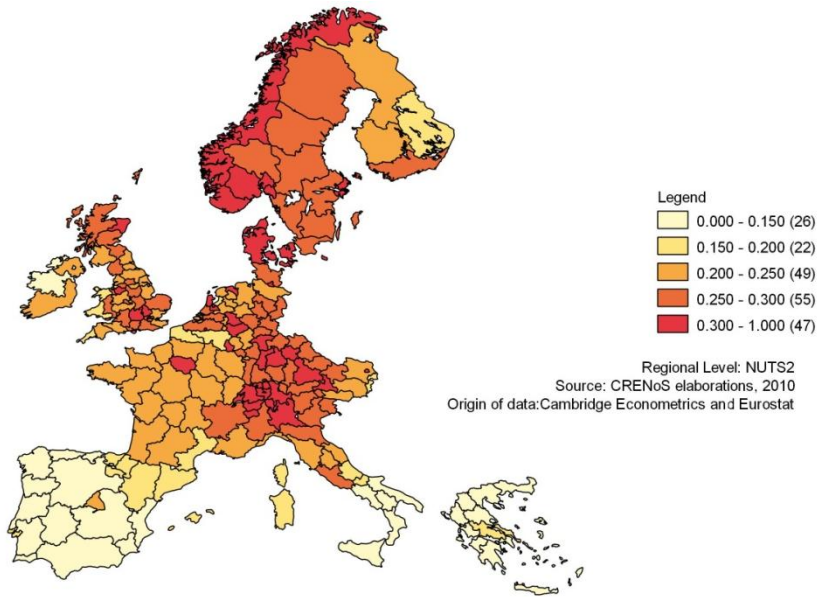 Legend
0.000 - 0.150 (26)
0.150 - 0.200 (22)
0.200 - 0.250 (49)
0.250 - 0.300 (55)
0.300 - 1.000 (47)
Regional Level: NUTS2
Source: CRENoS elaborations, 2010
Origin of data:Cambridge Econometrics and Eurostat